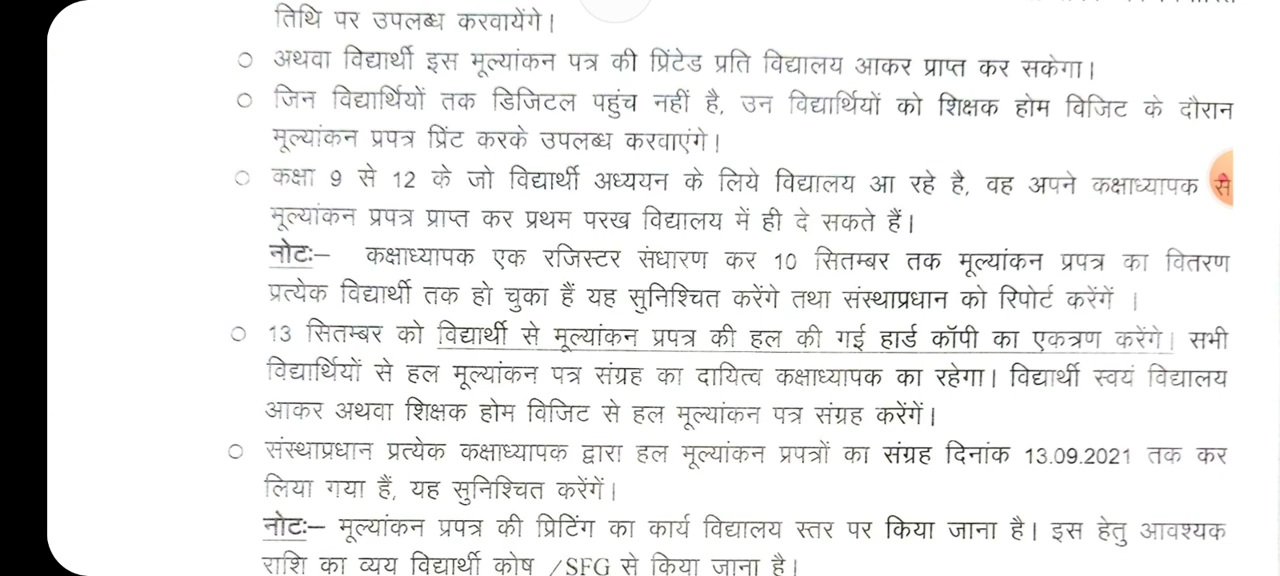 तिथि पर उपलब्ध करवायेंगे।
○ अथवा विद्यार्थी इस मूल्यांकन पत्र की प्रिंटेड प्रति विद्यालय आकर प्राप्त कर सकेगा।
○ जिन विद्यार्थियों तक डिजिटल पहुंच नहीं है, उन विद्यार्थियों को शिक्षक होम विजिट के दौरान
मूल्यांकन प्रपत्र प्रिंट करके उपलब्ध करवाएंगे।
○ कक्षा 9 से 12 के जो विद्यार्थी अध्ययन के लिये विद्यालय आ रहे है, वह अपने कक्षाध्यापक से
मूल्यांकन प्रपत्र प्राप्त कर प्रथम परख विद्यालय में ही दे सकते हैं।
नोटः– कक्षाध्यापक एक रजिस्टर संधारण कर 10 सितम्बर तक मूल्यांकन प्रपत्र का वितरण
प्रत्येक विद्यार्थी तक हो चुका हैं यह सुनिश्चित करेंगे तथा संस्थाप्रधान को रिपोर्ट करेंगें ।
○ 13 सितम्बर को विद्यार्थी से मूल्यांकन प्रपत्र की हल की गई हार्ड कॉपी का एकत्रण करेंगे। सभी
विद्यार्थियों से हल मूल्यांकन पत्र संग्रह का दायित्व कक्षाध्यापक का रहेगा। विद्यार्थी स्वयं विद्यालय
आकर अथवा शिक्षक होम विजिट से हल मूल्यांकन पत्र संग्रह करेंगें।
○ संस्थाप्रधान प्रत्येक कक्षाध्यापक द्वारा हल मूल्यांकन प्रपत्रों का संग्रह दिनांक 13.09.2021 तक कर
लिया गया हैं, यह सुनिश्चित करेंगें।
नोटः– मूल्यांकन प्रपत्र की प्रिटिंग का कार्य विद्यालय स्तर पर किया जाना है। इस हेतु आवश्यक
राशि का व्यय विद्यार्थी कोष /SFG से किया जाना है।